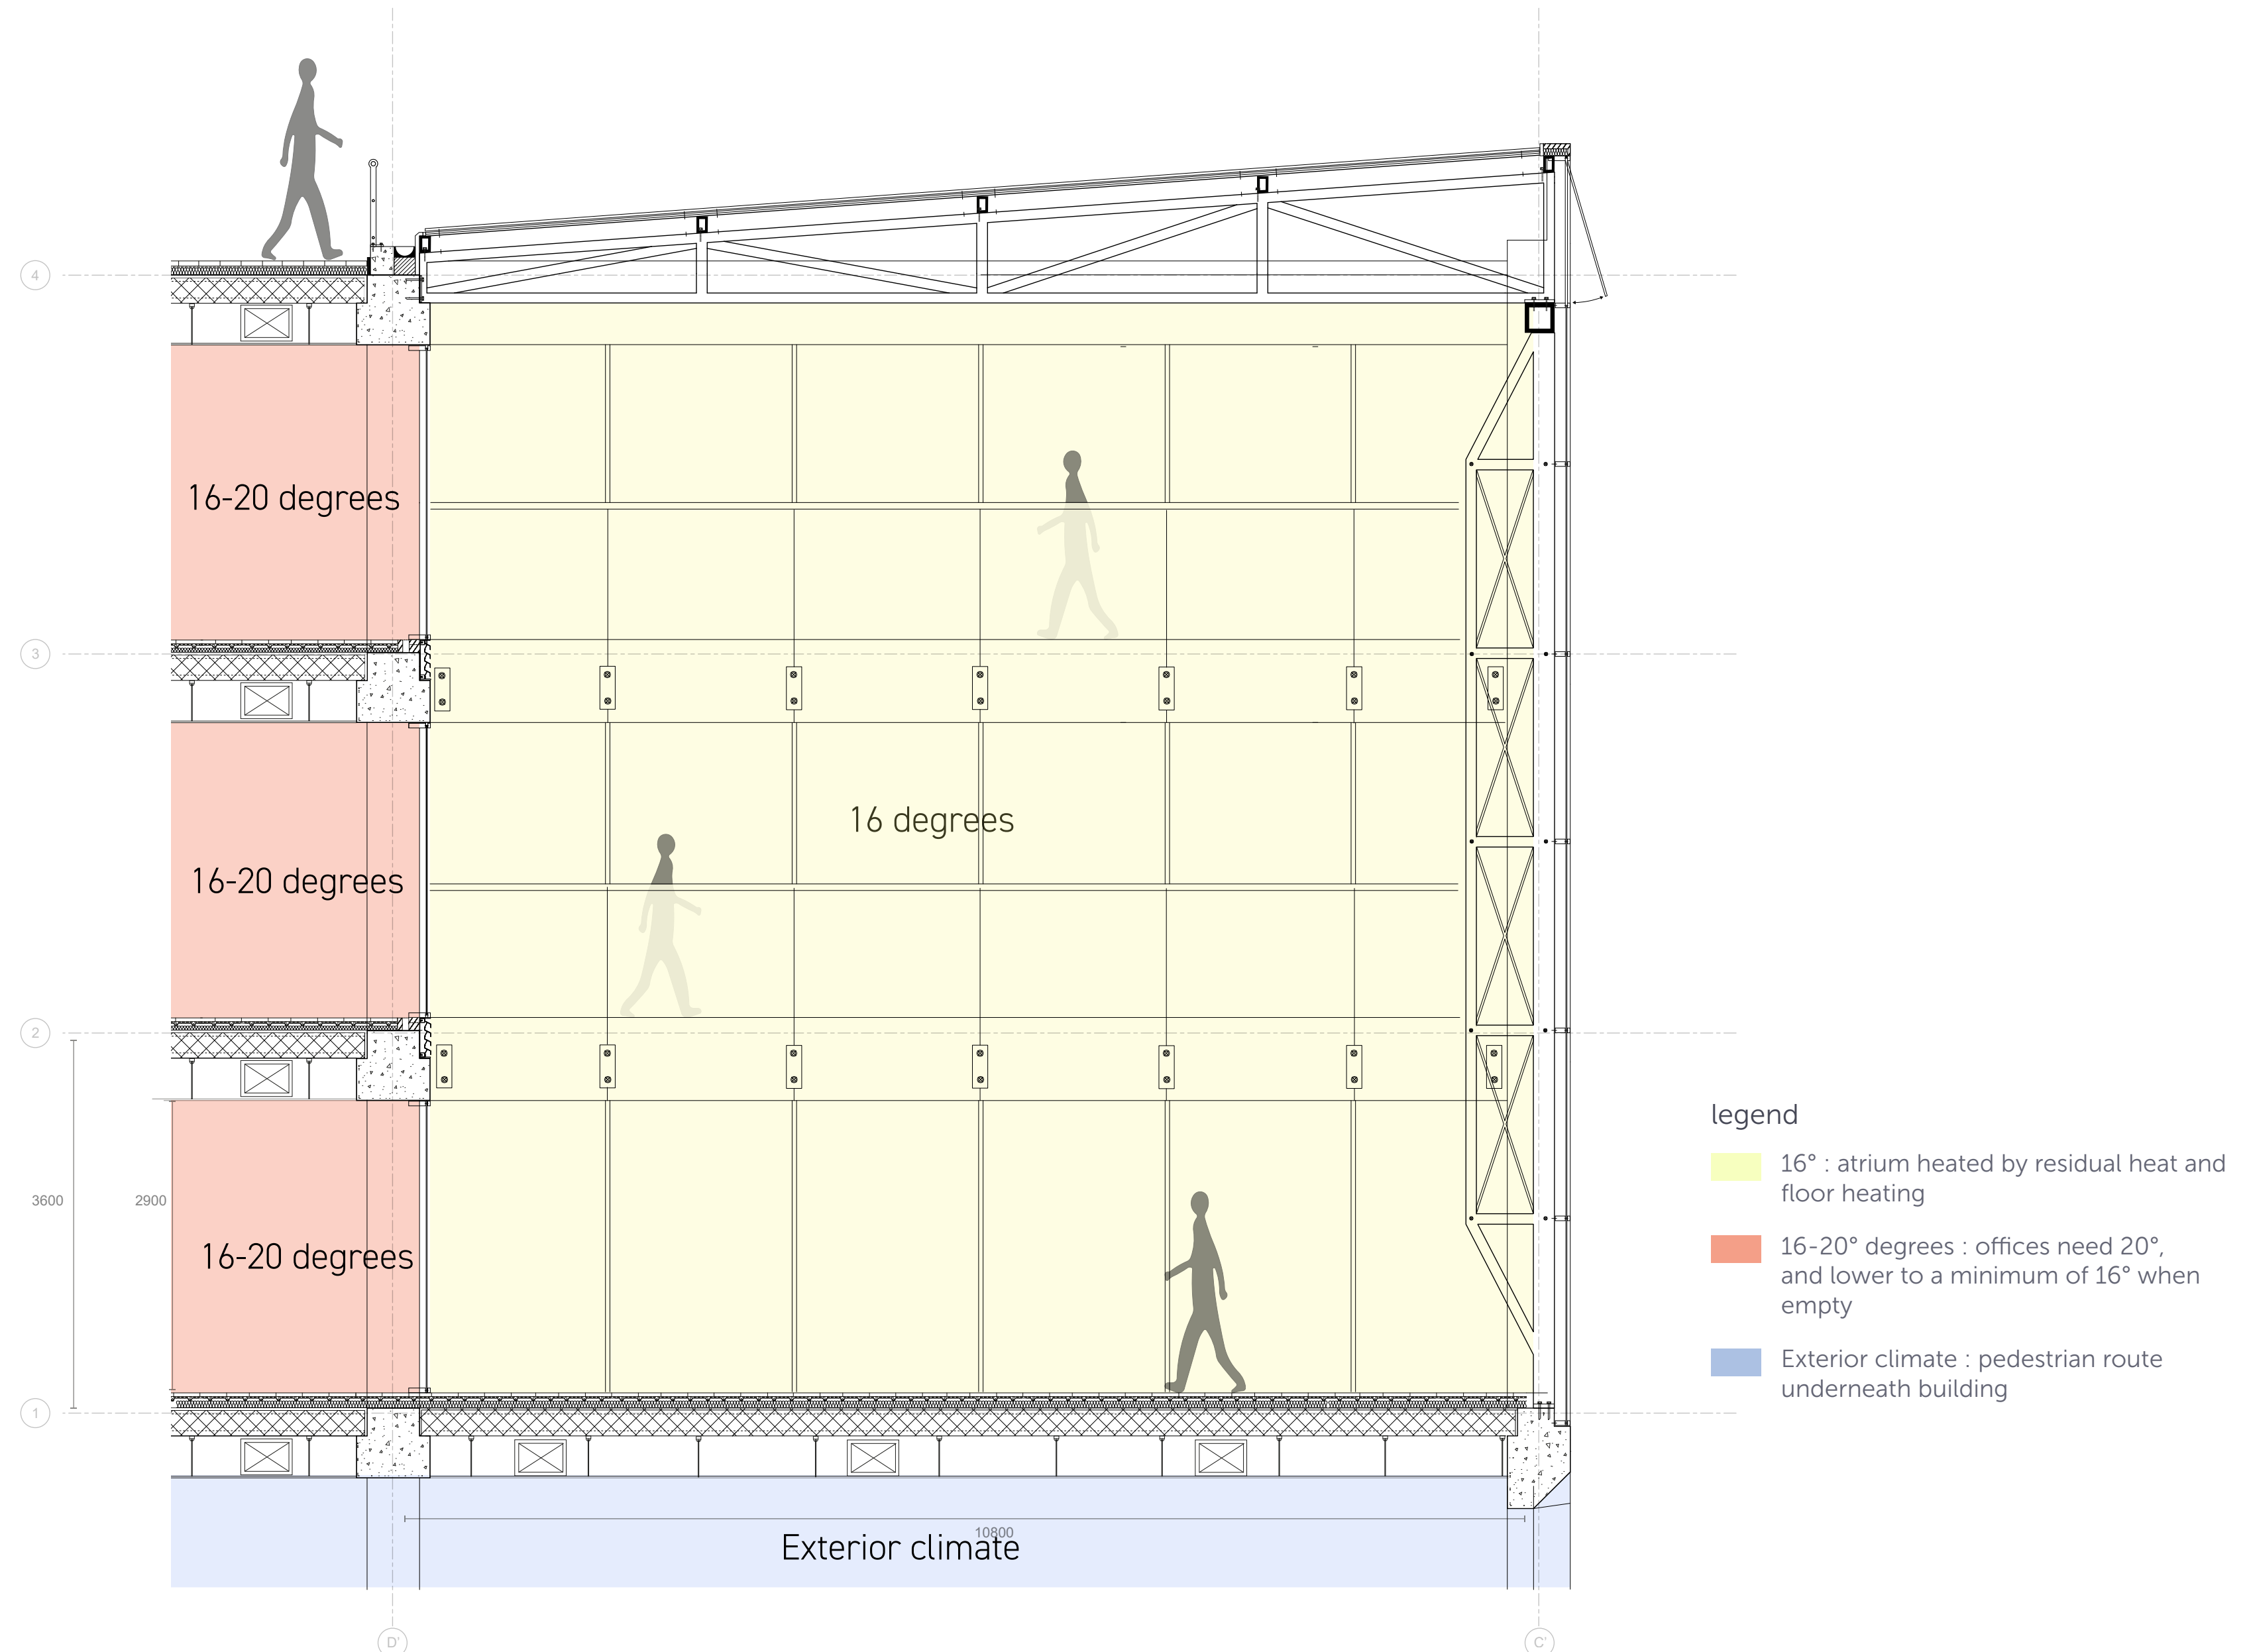 4
16-20 degrees
3
16 degrees
16-20 degrees
2
legend
16° : atrium heated by residual heat and
floor heating
3600
2900
16-20 degrees
16-20° degrees : offices need 20°,
and lower to a minimum of 16° when
empty
Exterior climate : pedestrian route
underneath building
1
10800
Exterior climate
D'
C'